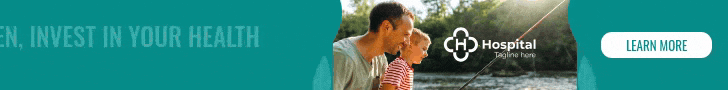 EN, INVEST IN YOUR HEALTH
H
Hospital
Tagline here
LEARN MORE